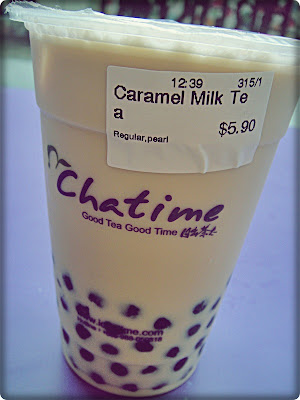 12:39 315/1
Caramel Milk Te
a
Regular,pearl
$5.90
Chatime
Good Tea Good Time 日出茶太